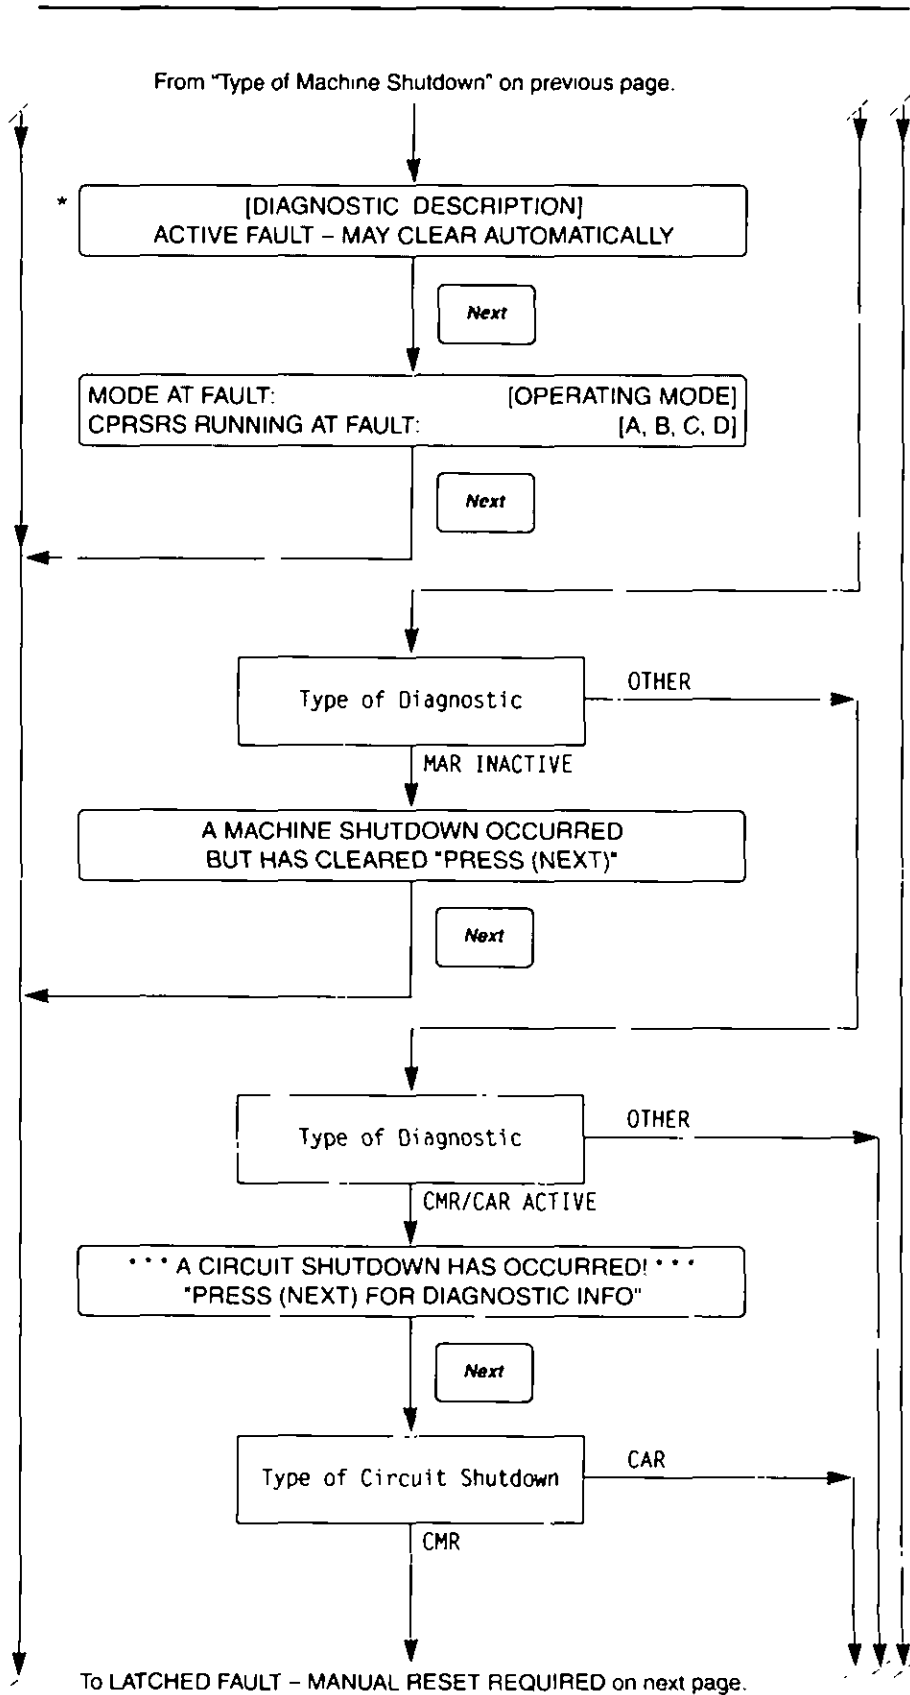 From "Type of Machine Shutdown" on previous page.
*
[DIAGNOSTIC DESCRIPTION]
ACTIVE FAULT – MAY CLEAR AUTOMATICALLY
Next
MODE AT FAULT: [OPERATING MODE]
CPRSRS RUNNING AT FAULT: [A, B, C, D]
Next
Type of Diagnostic
OTHER
MAR INACTIVE
A MACHINE SHUTDOWN OCCURRED
BUT HAS CLEARED "PRESS (NEXT)"
Next
Type of Diagnostic
OTHER
CMR/CAR ACTIVE
* * * A CIRCUIT SHUTDOWN HAS OCCURRED! * * *
"PRESS (NEXT) FOR DIAGNOSTIC INFO"
Next
Type of Circuit Shutdown
CAR
CMR
To LATCHED FAULT – MANUAL RESET REQUIRED on next page.